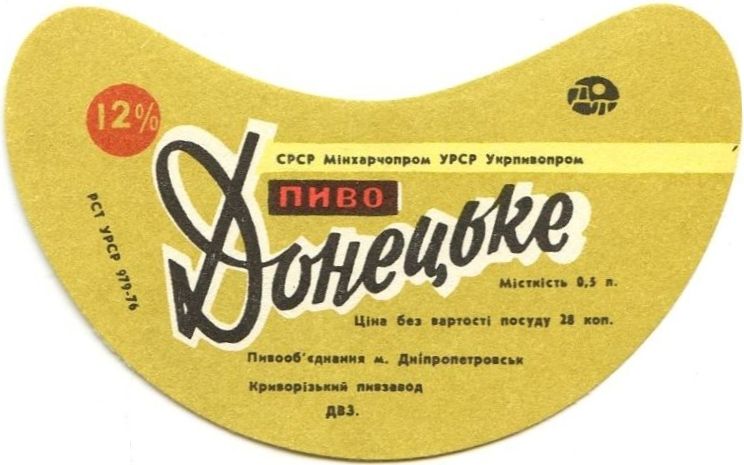 12%
СРСР Мінхарчопром УРСР Укрпивопром
ПИВО
Донецьке
РСТ УРСР 979-76
Місткість 0,5 л.
Ціна без вартості посуду 28 коп.
Пивооб'єднання м. Дніпропетровськ
Криворізький пивзавод
ДВЗ.